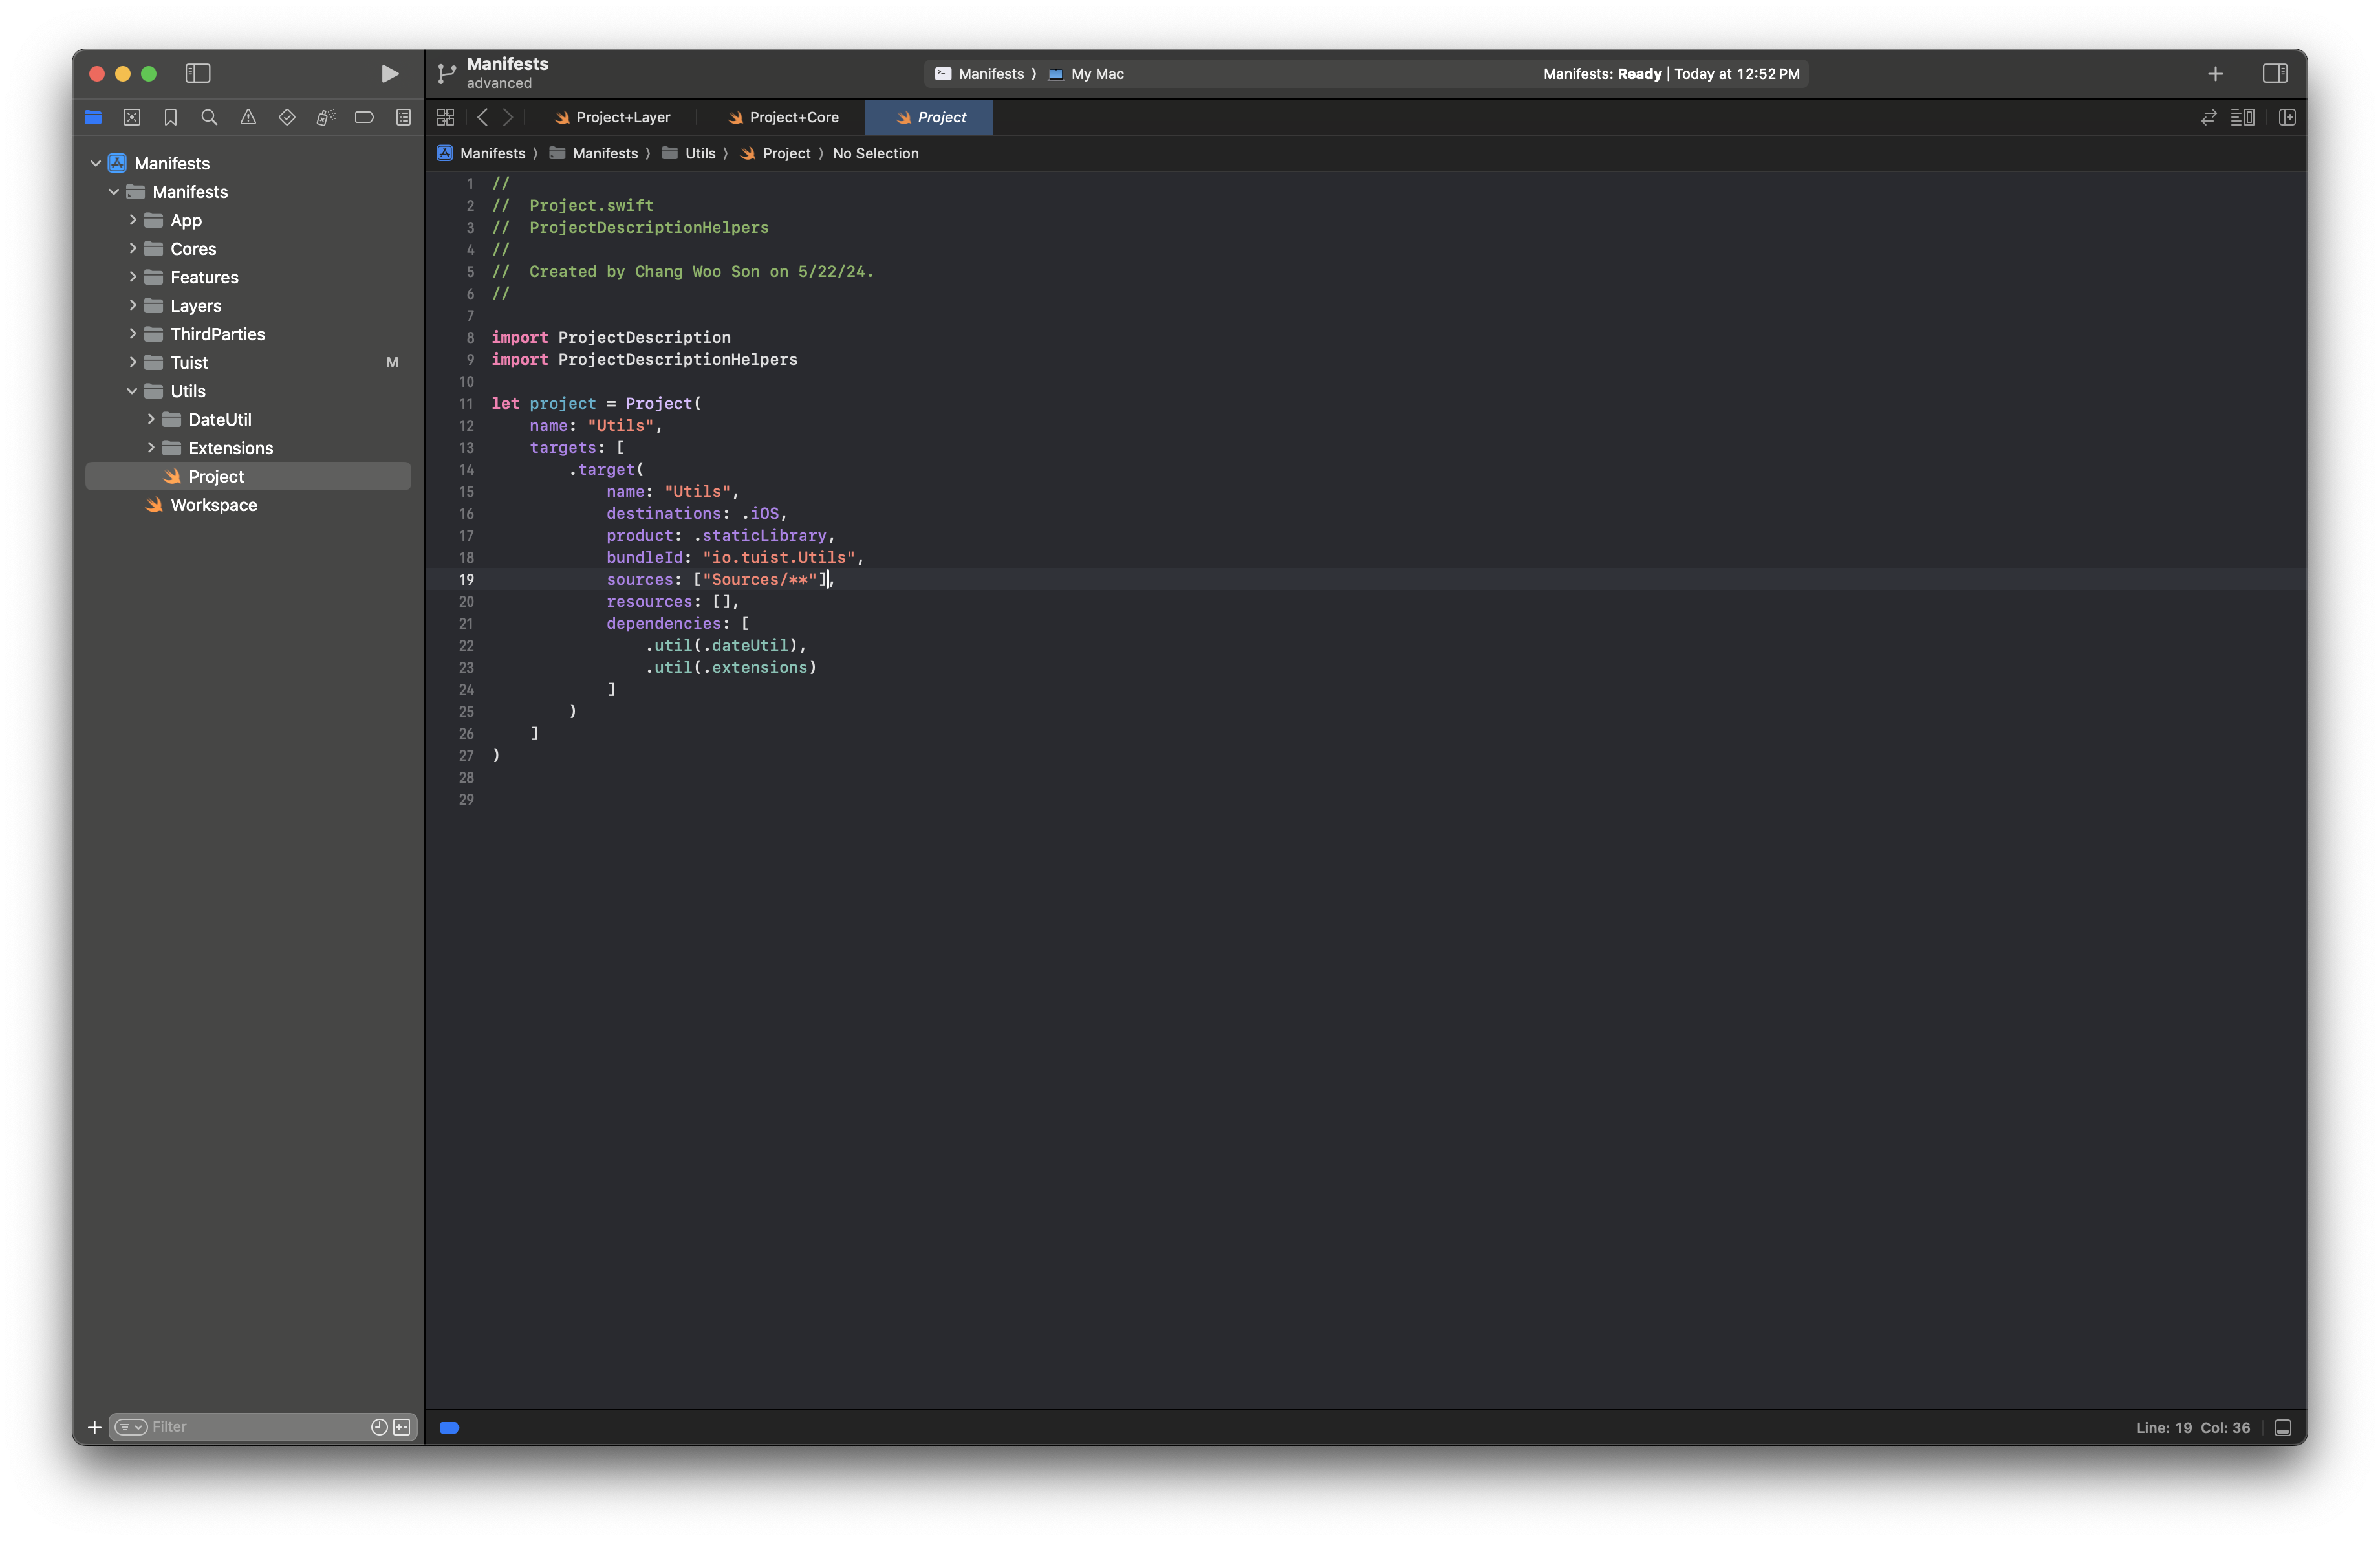 Manifests
advanced
Manifests 〉 My Mac
Manifests: Ready | Today at 12:52 PM
Project+Layer
Project+Core
Project
Manifests 〉 Manifests 〉 Utils 〉 Project 〉 No Selection
Manifests
Manifests
App
Cores
Features
Layers
ThirdParties
Tuist M
Utils
DateUtil
Extensions
Project
Workspace
Filter
1 //
2 //  Project.swift
3 //  ProjectDescriptionHelpers
4 //
5 //  Created by Chang Woo Son on 5/22/24.
6 //
7
8 import ProjectDescription
9 import ProjectDescriptionHelpers
10
11 let project = Project(
12     name: "Utils",
13     targets: [
14         .target(
15             name: "Utils",
16             destinations: .iOS,
17             product: .staticLibrary,
18             bundleId: "io.tuist.Utils",
19             sources: ["Sources/**"],
20             resources: [],
21             dependencies: [
22                 .util(.dateUtil),
23                 .util(.extensions)
24             ]
25         )
26     ]
27 )
28
29
Line: 19 Col: 36